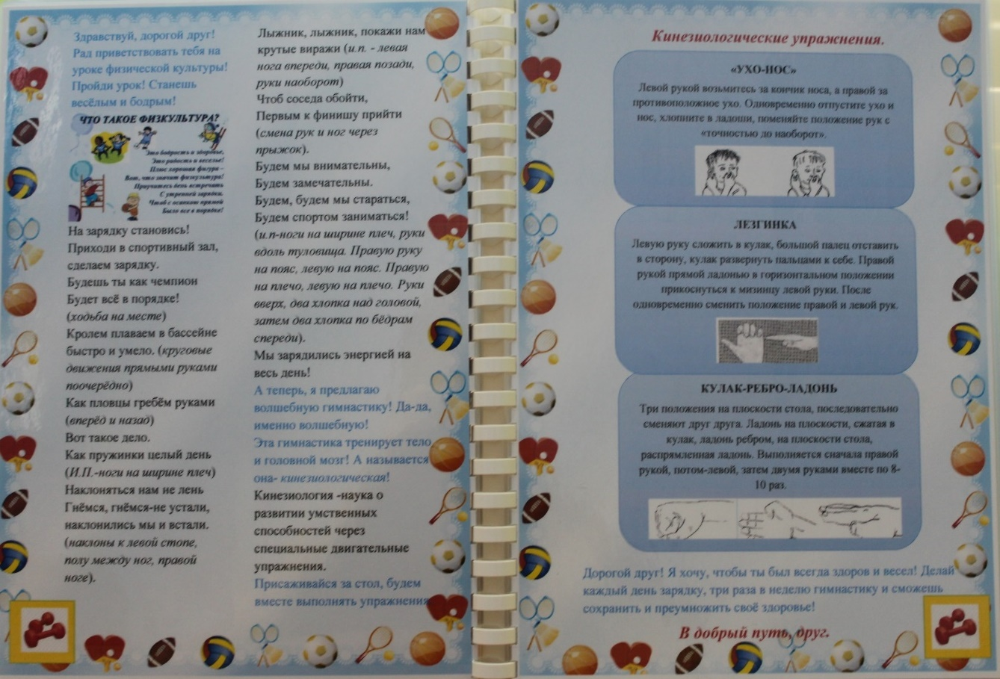 Здравствуй, дорогой друг!
Рад приветствовать тебя на
уроке физической культуры!
Пройди урок! Станешь
весёлым и бодрым!
ЧТО ТАКОЕ ФИЗКУЛЬТУРА?
Это бодрость и здоровье,
Это радость и веселье!
Плюс хорошая фигура –
Вот, что значит физкультура!
Приучитесь день встречать
С утренней зарядки.
Чтоб с осанкою прямой
Было все в порядке!
На зарядку становись!
Приходи в спортивный зал,
сделаем зарядку.
Будешь ты как чемпион
Будет всё в порядке!
(ходьба на месте)
Кролем плаваем в бассейне
быстро и умело. (круговые
движения прямыми руками
поочерёдно)
Как пловцы гребём руками
(вперёд и назад)
Вот такое дело.
Как пружинки целый день
(И.П.-ноги на ширине плеч)
Наклоняться нам не лень
Гнёмся, гнёмся-не устали,
наклонились мы и встали.
(наклоны к левой стопе,
полу между ног, правой
ноге).
Лыжник, лыжник, покажи нам
крутые виражи (и.п. - левая
нога впереди, правая позади,
руки наоборот)
Чтоб соседа обойти,
Первым к финишу прийти
(смена рук и ног через
прыжок).
Будем мы внимательны,
Будем замечательны.
Будем, будем мы стараться,
Будем спортом заниматься!
(и.п-ноги на ширине плеч, руки
вдоль туловища. Правую руку
на пояс, левую на пояс. Правую
на плечо, левую на плечо. Руки
вверх, два хлопка над головой,
затем два хлопка по бёдрам
спереди).
Мы зарядились энергией на
весь день!
А теперь, я предлагаю
волшебную гимнастику! Да-да,
именно волшебную!
Эта гимнастика тренирует тело
и головной мозг! А называется
она- кинезиологическая!
Кинезиология -наука о
развитии умственных
способностей через
специальные двигательные
упражнения.
Присаживайся за стол, будем
вместе выполнять упражнения
Кинезиологические упражнения.
«УХО-НОС»
Левой рукой возьмитесь за кончик носа, а правой за
противоположное ухо. Одновременно отпустите ухо и
нос, хлопните в ладоши, поменяйте положение рук с
«точностью до наоборот».
ЛЕЗГИНКА
Левую руку сложить в кулак, большой палец отставить
в сторону, кулак развернуть пальцами к себе. Правой
рукой прямой ладонью в горизонтальном положении
прикоснуться к мизинцу левой руки. После
одновременно сменить положение правой и левой рук.
КУЛАК-РЕБРО-ЛАДОНЬ
Три положения на плоскости стола, последовательно
сменяют друг друга. Ладонь на плоскости, сжатая в
кулак, ладонь ребром, на плоскости стола,
распрямленная ладонь. Выполняется сначала правой
рукой, потом-левой, затем двумя руками вместе по 8-
10 раз.
Дорогой друг! Я хочу, чтобы ты был всегда здоров и весел! Делай
каждый день зарядку, три раза в неделю гимнастику и сможешь
сохранить и преумножить своё здоровье!
В добрый путь, друг.